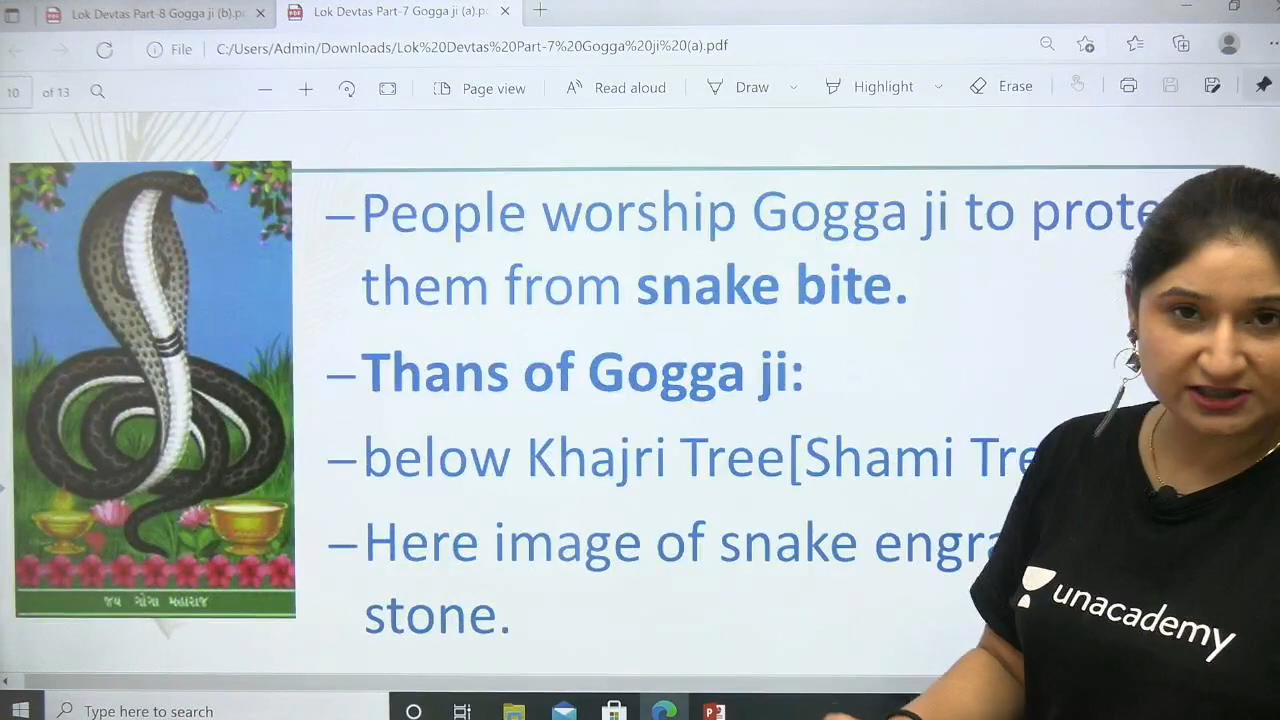 Lok Devtas Part-8 Gogga ji (b).p
Lok Devtas Part-7 Gogga ji (a).p
File
C:/Users/Admin/Downloads/Lok%20Devtas%20Part-7%20Gogga%20ji%20(a).pdf
10 of 13
Page view
Read aloud
Draw
Highlight
Erase
–People worship Gogga ji to prote
them from snake bite.
–Thans of Gogga ji:
–below Khajri Tree[Shami Tre
–Here image of snake engra
stone.
જય ગોગા મહારાજ
unacademy
Type here to search